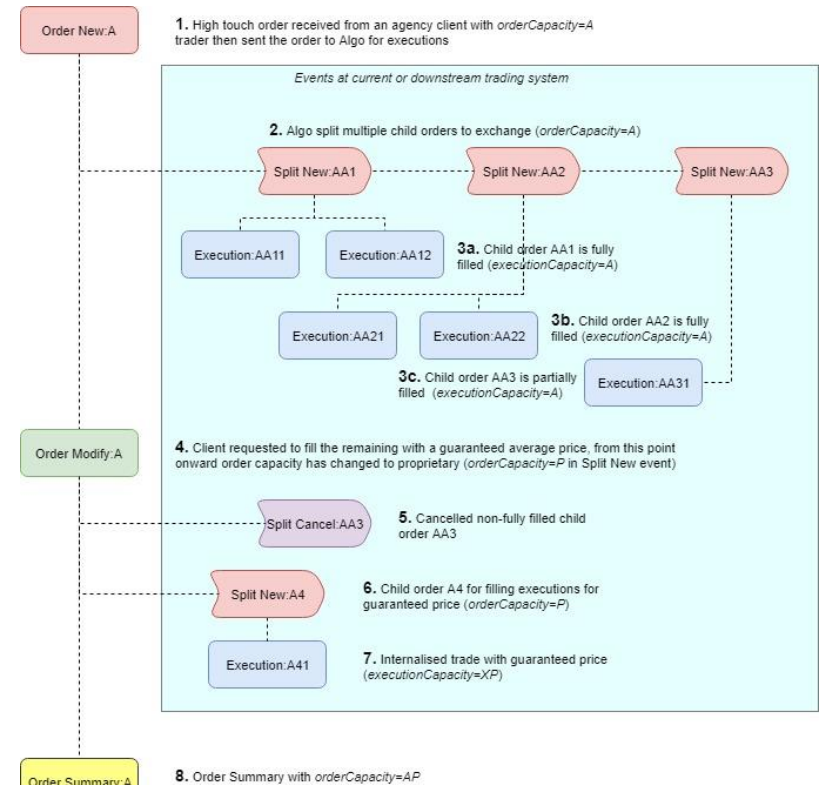 Order New:A
1. High touch order received from an agency client with orderCapacity=A
trader then sent the order to Algo for executions
Events at current or downstream trading system
2. Algo split multiple child orders to exchange (orderCapacity=A)
Split New:AA1
Split New:AA2
Split New:AA3
Execution:AA11
Execution:AA12
3a. Child order AA1 is fully
filled (executionCapacity=A)
Execution:AA21
Execution:AA22
3b. Child order AA2 is fully
filled (executionCapacity=A)
3c. Child order AA3 is partially
filled (executionCapacity=A)
Execution:AA31
Order Modify:A
4. Client requested to fill the remaining with a guaranteed average price, from this point
onward order capacity has changed to proprietary (orderCapacity=P in Split New event)
Split Cancel:AA3
5. Cancelled non-fully filled child
order AA3
Split New:A4
6. Child order A4 for filling executions for
guaranteed price (orderCapacity=P)
Execution:A41
7. Internalised trade with guaranteed price
(executionCapacity=XP)
Order Summary:A
8. Order Summary with orderCapacity=AP